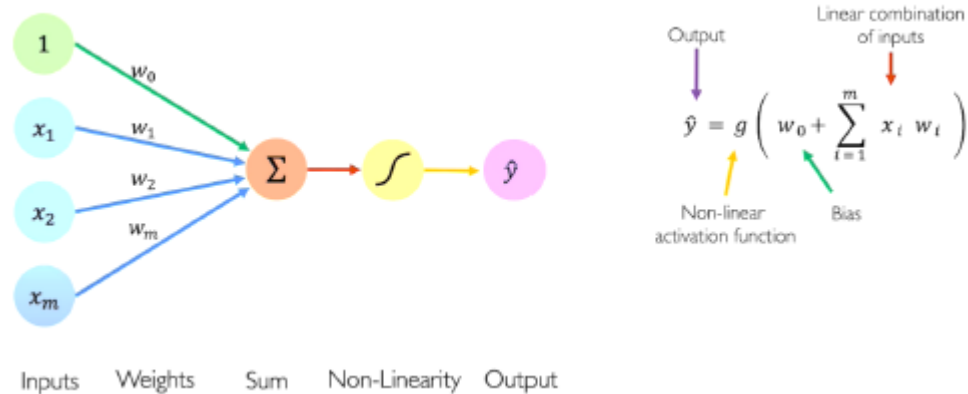 1
w₀
x₁
w₁
x₂
w₂
wₘ
xₘ
Σ
∫
ŷ
Inputs Weights Sum Non-Linearity Output
Output
Linear combination
of inputs
ŷ = g ( w₀ + ∑ᵢ₌₁ᵐ xᵢ wᵢ )
Non-linear
activation function
Bias